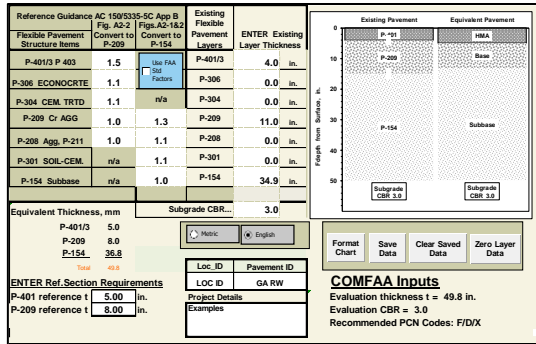 Reference Guidance AC 150/5335-5C App B
Flexible Pavement Structure Items
Fig. A2-2 Convert to P-209
Figs.A2-1&2 Convert to P-154
Existing Flexible Pavement Layers
ENTER Existing Layer Thickness
P-401/3 P 403 1.5 P-401/3 4.0 in.
Use FAA Std Factors
P-306 ECONOCRTE 1.1 P-306 0.0 in.
P-304 CEM. TRTD 1.1 n/a P-304 0.0 in.
P-209 Cr AGG 1.0 1.3 P-209 11.0 in.
P-208 Agg, P-211 1.0 1.1 P-208 0.0 in.
P-301 SOIL-CEM. n/a 1.1 P-301 0.0 in.
P-154 Subbase n/a 1.0 P-154 34.9 in.
Equivalent Thickness, mm
Subgrade CBR... 3.0
P-401/3 5.0
P-209 8.0
P-154 36.8
Total 49.8
Metric English
ENTER Ref.Section Requirements
P-401 reference t 5.00 in.
P-209 reference t 8.00 in.
Loc_ID Pavement ID
LOC ID GA RW
Project Details
Examples
Existing Pavement Equivalent Pavement
Fdepth from Surface, in.
0
10
20
30
40
50
P-401 HMA
P-209 Base
P-154 Subbase
Subgrade CBR 3.0
Subgrade CBR 3.0
Format Chart
Save Data
Clear Saved Data
Zero Layer Data
COMFAA Inputs
Evaluation thickness t = 49.8 in.
Evaluation CBR = 3.0
Recommended PCN Codes: F/D/X